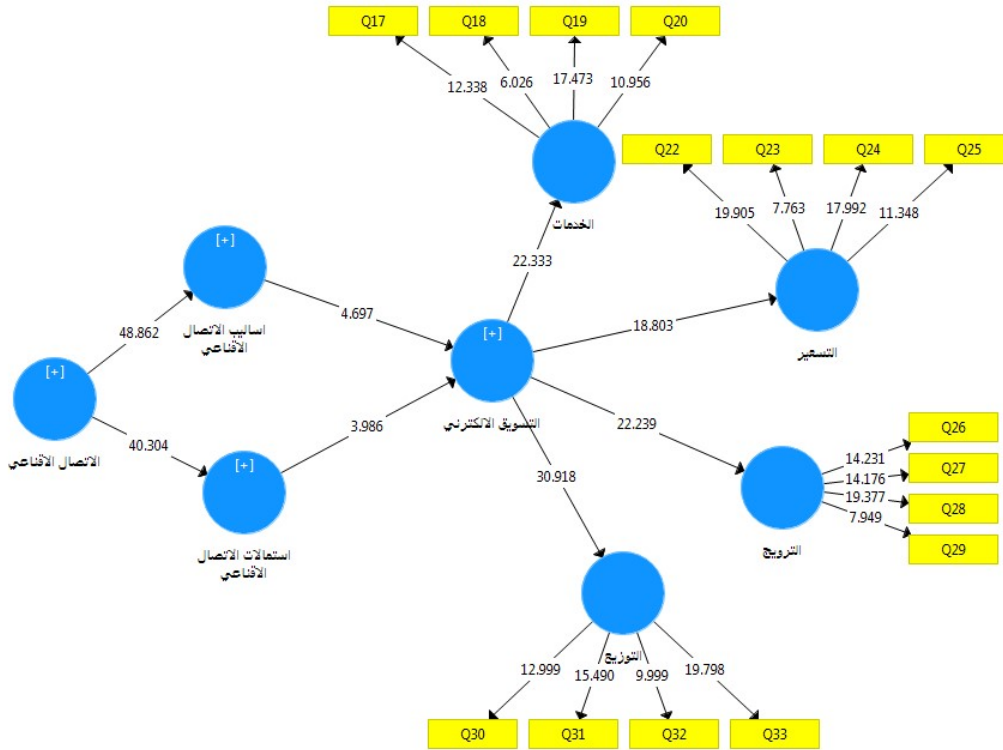 Q17
Q18
Q19
Q20
12.338
6.026
17.473
10.956
الخدمات
Q22
Q23
Q24
Q25
19.905
7.763
17.992
11.348
التسعير
[+]
اساليب الاتصال
الاقناعي
22.333
48.862
4.697
18.803
[+]
الاتصال الاقناعي
[+]
التسويق الالكترني
40.304
3.986
22.239
[+]
استمالات الاتصال
الاقناعي
30.918
Q26
Q27
Q28
Q29
14.231
14.176
19.377
7.949
الترويج
التوزيع
12.999
15.490
9.999
19.798
Q30
Q31
Q32
Q33